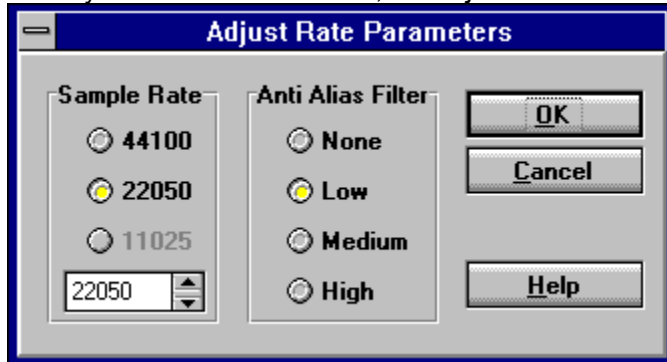 Adjust Rate Parameters
Sample Rate
44100
22050
11025
22050
Anti Alias Filter
None
Low
Medium
High
OK
Cancel
Help